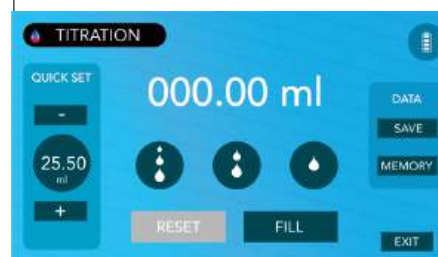 TITRATION
QUICK SET
-
25.50
ml
+
000.00 ml
RESET
FILL
DATA
SAVE
MEMORY
EXIT